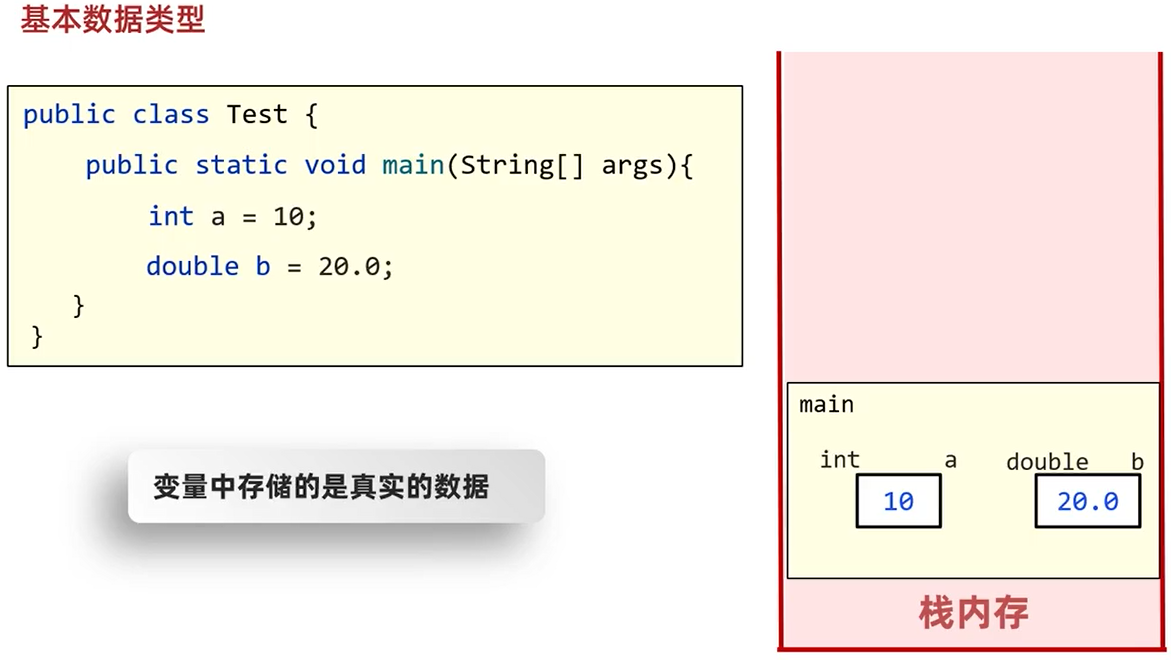 基本数据类型
public class Test {
public static void main(String[] args){
int a = 10;
double b = 20.0;
}
}
变量中存储的是真实的数据
main
int a double b
10 20.0
栈内存